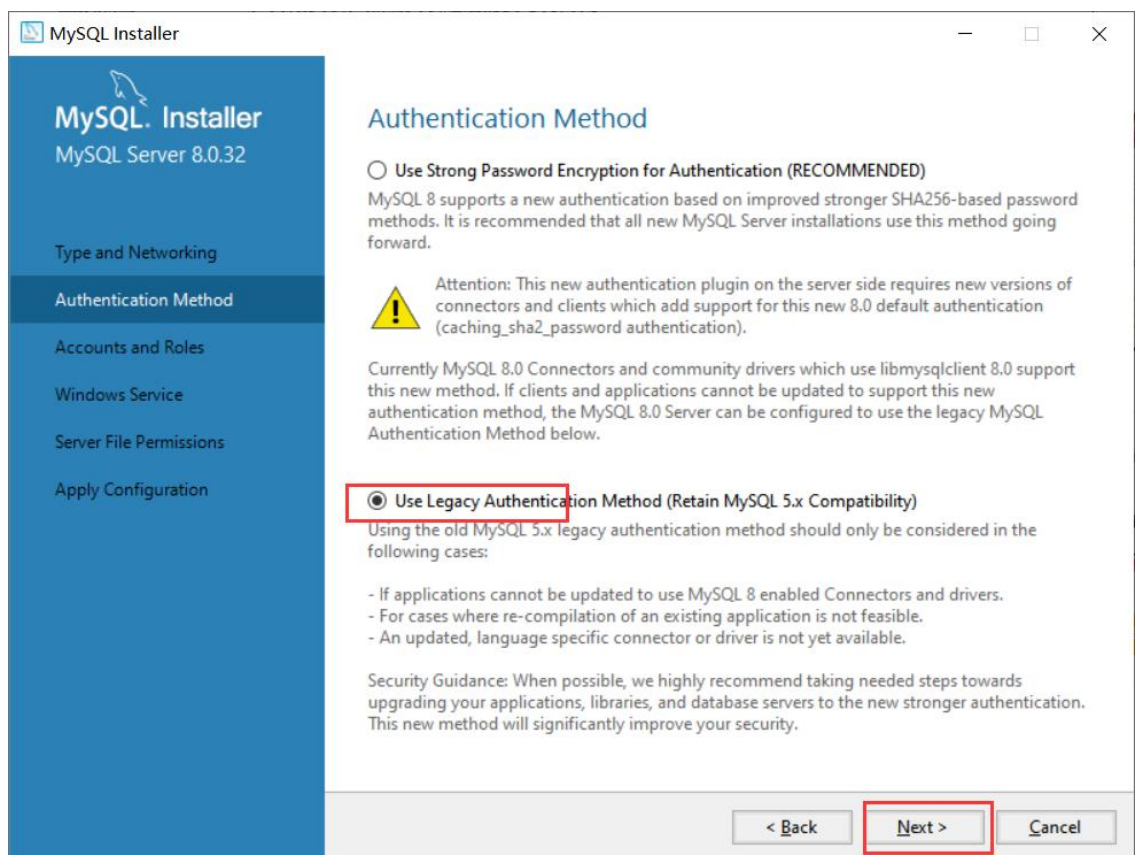 MySQL Installer
MySQL. Installer
MySQL Server 8.0.32
Type and Networking
Authentication Method
Accounts and Roles
Windows Service
Server File Permissions
Apply Configuration
Authentication Method
Use Strong Password Encryption for Authentication (RECOMMENDED)
MySQL 8 supports a new authentication based on improved stronger SHA256-based password
methods. It is recommended that all new MySQL Server installations use this method going
forward.
Attention: This new authentication plugin on the server side requires new versions of
connectors and clients which add support for this new 8.0 default authentication
(caching_sha2_password authentication).
Currently MySQL 8.0 Connectors and community drivers which use libmysqlclient 8.0 support
this new method. If clients and applications cannot be updated to support this new
authentication method, the MySQL 8.0 Server can be configured to use the legacy MySQL
Authentication Method below.
Use Legacy Authentication Method (Retain MySQL 5.x Compatibility)
Using the old MySQL 5.x legacy authentication method should only be considered in the
following cases:
- If applications cannot be updated to use MySQL 8 enabled Connectors and drivers.
- For cases where re-compilation of an existing application is not feasible.
- An updated, language specific connector or driver is not yet available.
Security Guidance: When possible, we highly recommend taking needed steps towards
upgrading your applications, libraries, and database servers to the new stronger authentication.
This new method will significantly improve your security.
< Back
Next >
Cancel